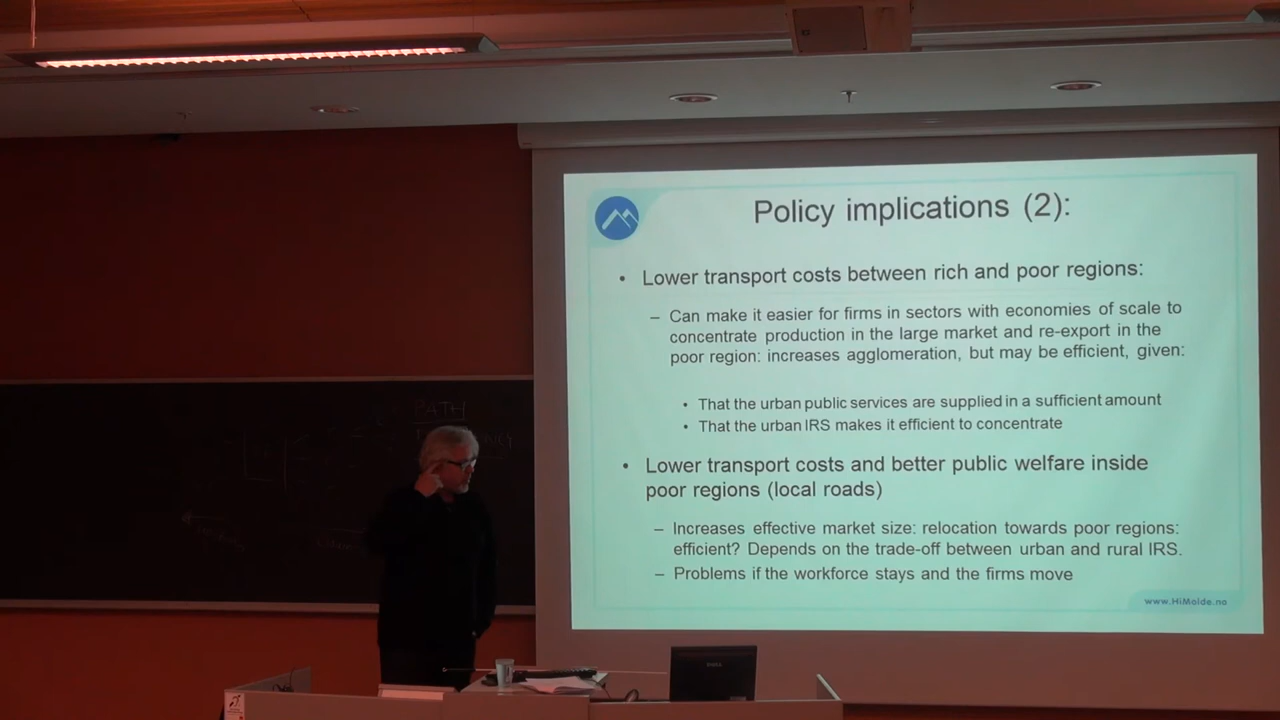 Policy implications (2):
• Lower transport costs between rich and poor regions:
– Can make it easier for firms in sectors with economies of scale to
concentrate production in the large market and re-export in the
poor region: increases agglomeration, but may be efficient, given:
• That the urban public services are supplied in a sufficient amount
• That the urban IRS makes it efficient to concentrate
• Lower transport costs and better public welfare inside
poor regions (local roads)
– Increases effective market size: relocation towards poor regions:
efficient? Depends on the trade-off between urban and rural IRS.
– Problems if the workforce stays and the firms move
www.HiMolde.no
PATH